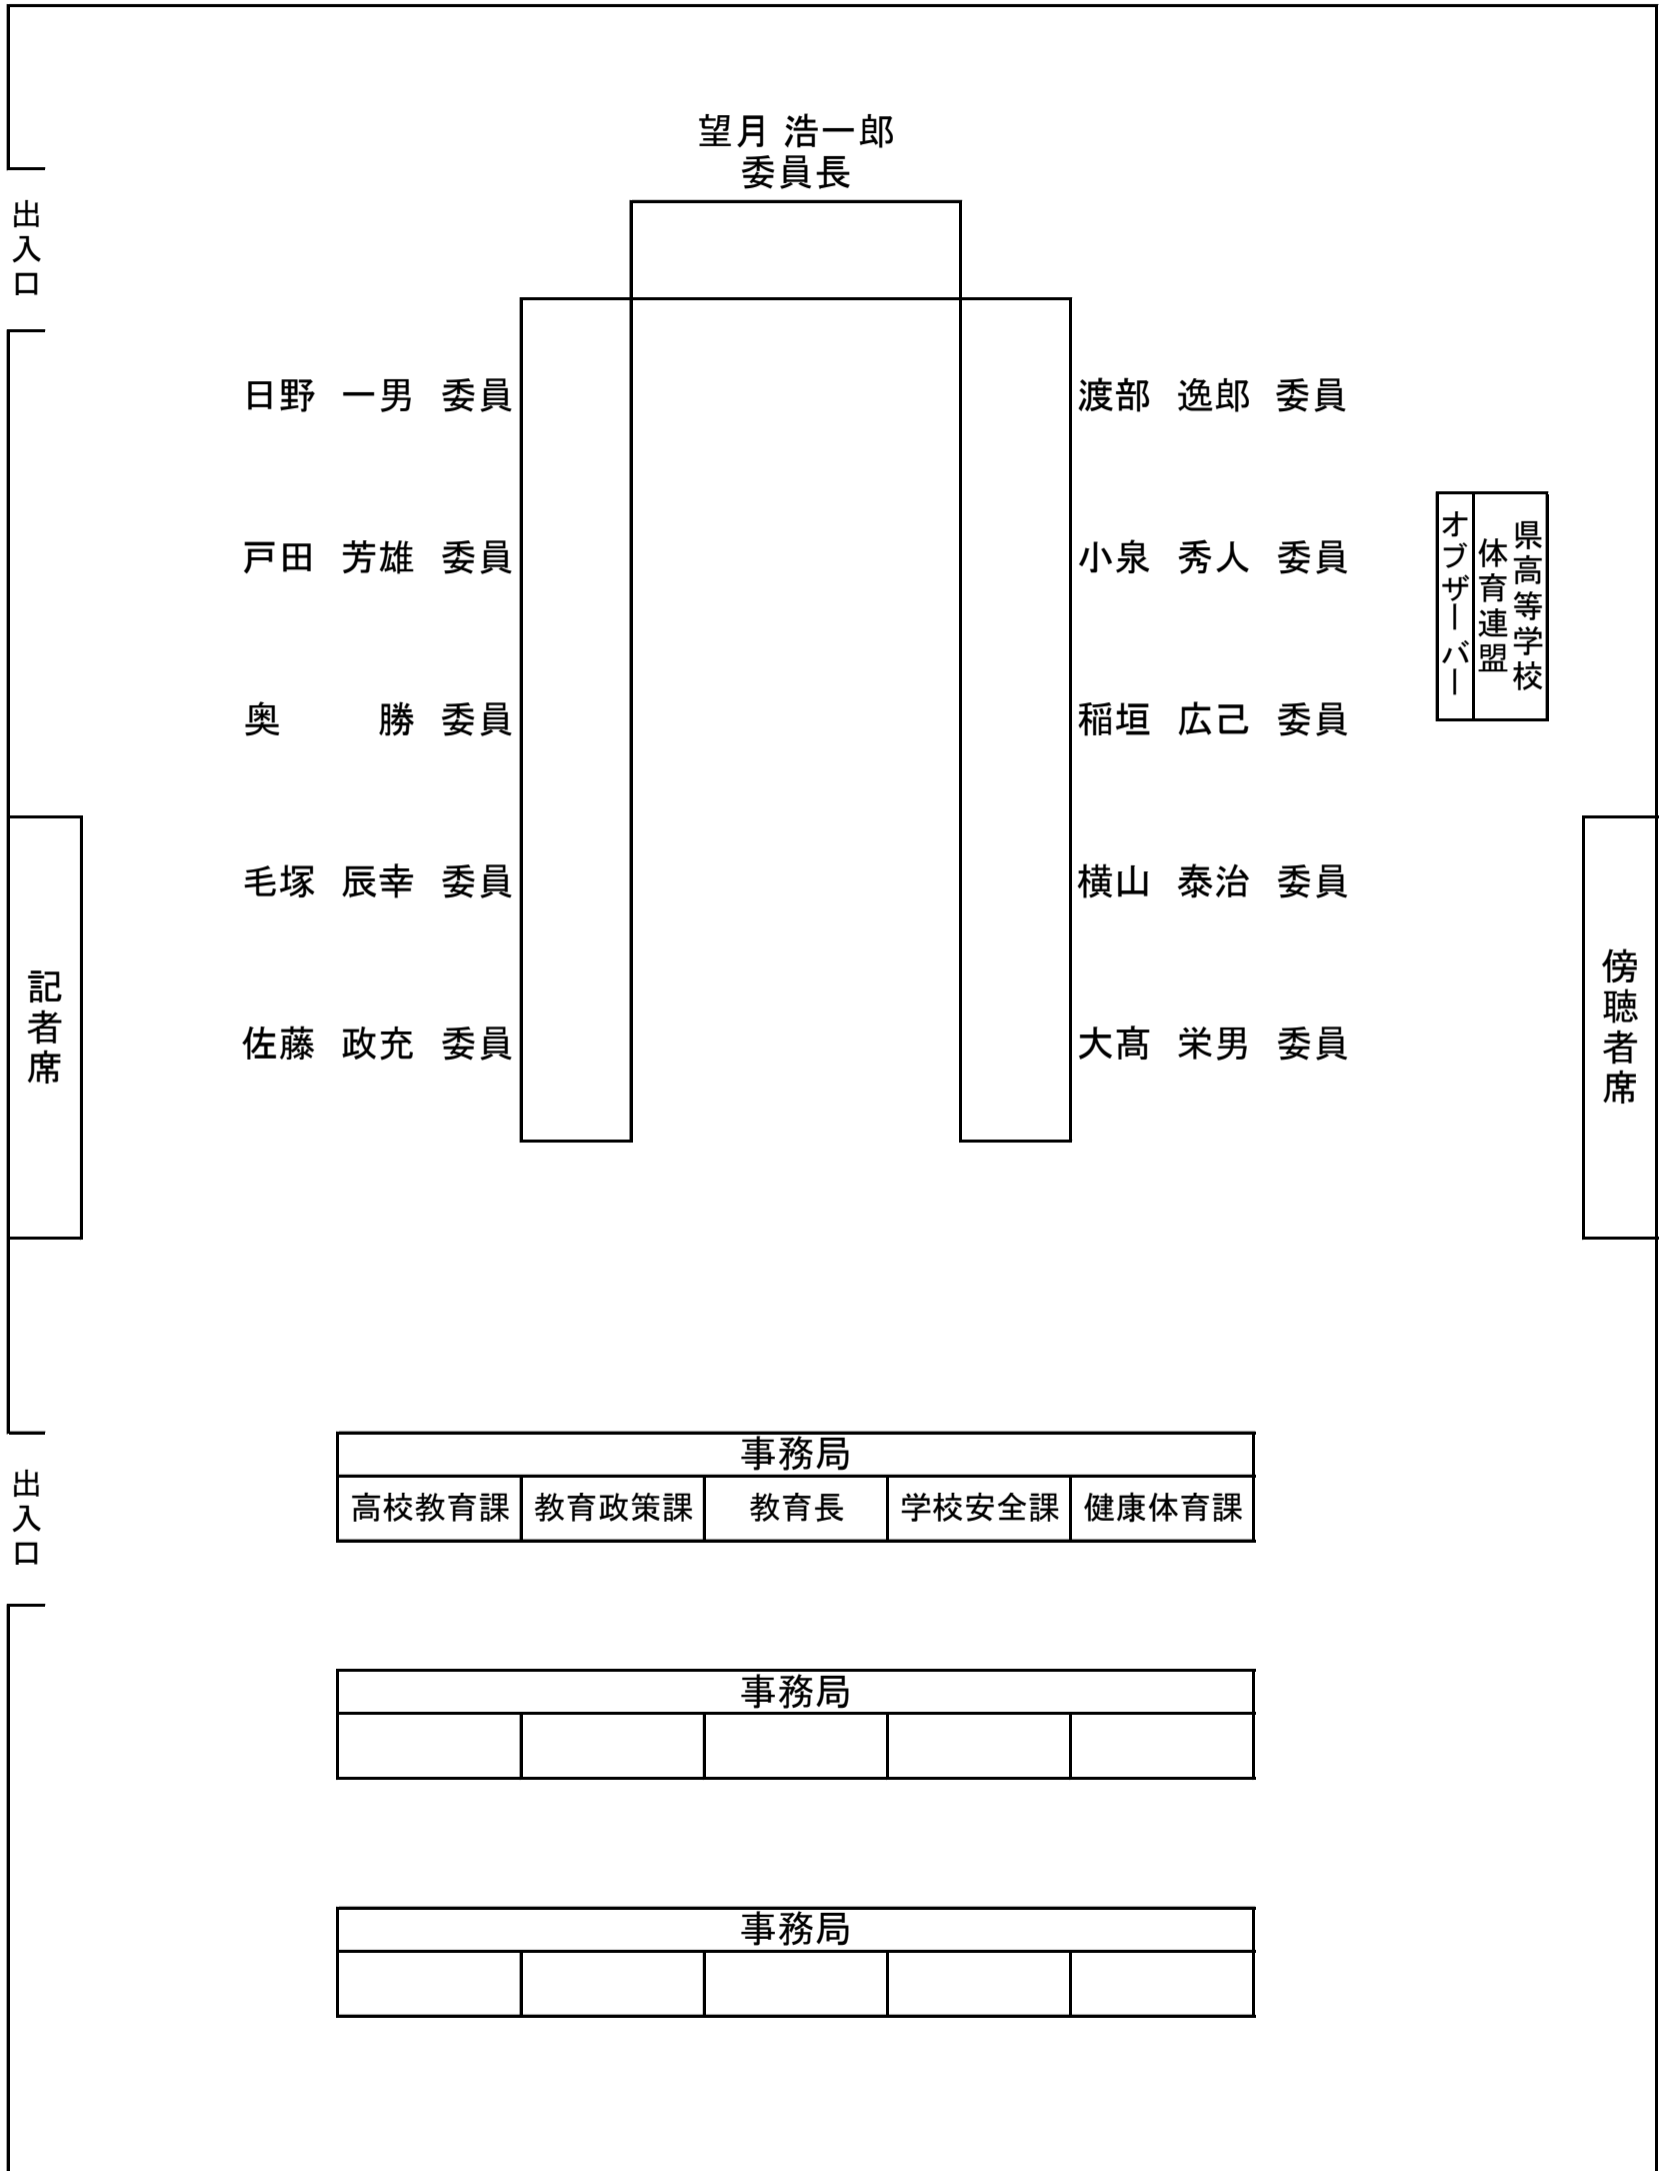 望月 浩一郎
委員長
出入口
日野 一男 委員
渡部 逸郎 委員
戸田 芳雄 委員
小泉 秀人 委員
県高等学校
体育連盟
オブザーバー
奥 勝 委員
稲垣 広己 委員
毛塚 辰幸 委員
横山 泰治 委員
記者席
傍聴者席
佐藤 政充 委員
大髙 栄男 委員
出入口
事務局
高校教育課 教育政策課 教育長 学校安全課 健康体育課
事務局
事務局